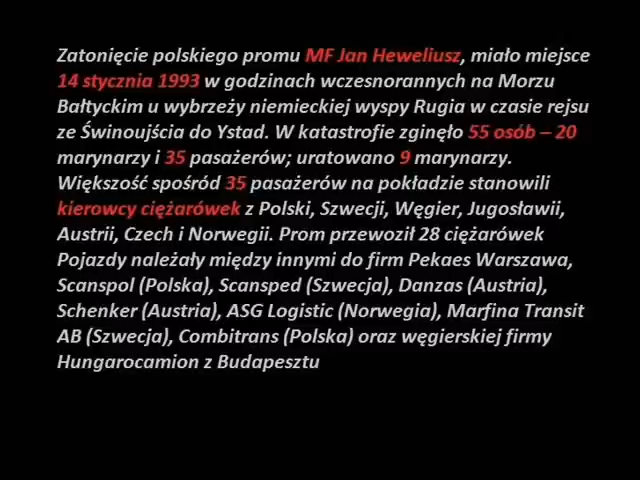 Zatonięcie polskiego promu MF Jan Heweliusz, miało miejsce
14 stycznia 1993 w godzinach wczesnorannych na Morzu
Bałtyckim u wybrzeży niemieckiej wyspy Rugia w czasie rejsu
ze Świnoujścia do Ystad. W katastrofie zginęło 55 osób – 20
marynarzy i 35 pasażerów; uratowano 9 marynarzy.
Większość spośród 35 pasażerów na pokładzie stanowili
kierowcy ciężarówek z Polski, Szwecji, Węgier, Jugosławii,
Austrii, Czech i Norwegii. Prom przewoził 28 ciężarówek
Pojazdy należały między innymi do firm Pekaes Warszawa,
Scanspol (Polska), Scansped (Szwecja), Danzas (Austria),
Schenker (Austria), ASG Logistic (Norwegia), Marfina Transit
AB (Szwecja), Combitrans (Polska) oraz węgierskiej firmy
Hungarocamion z Budapesztu